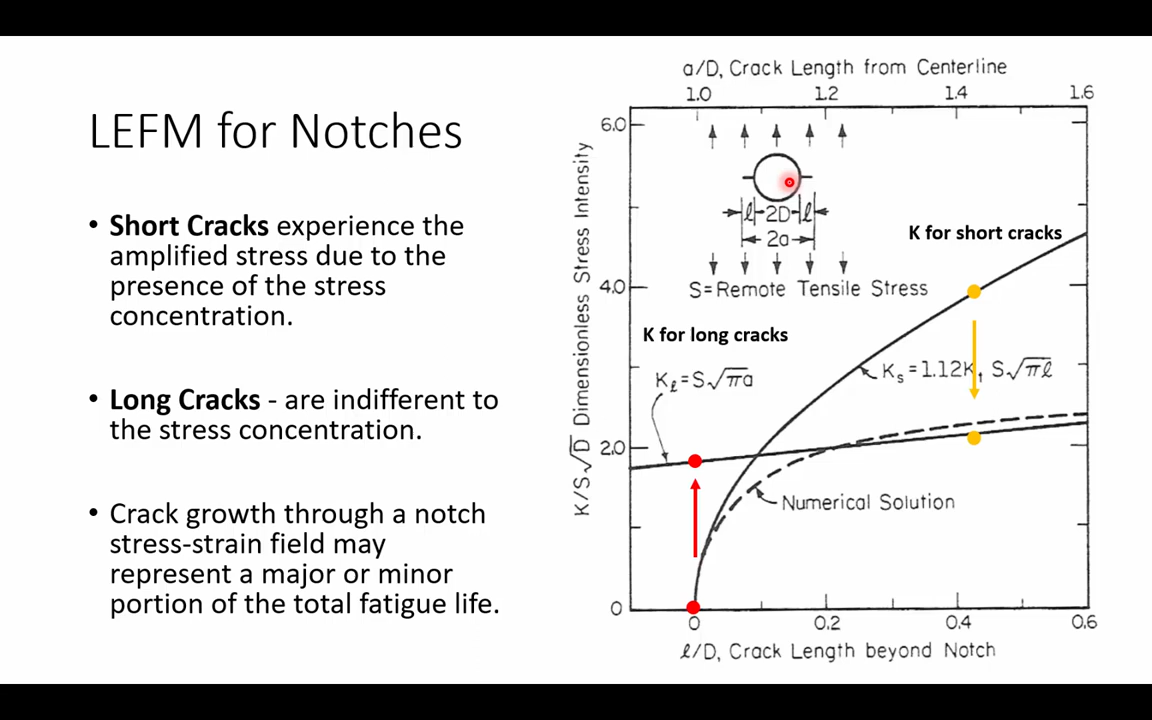 LEFM for Notches
• Short Cracks experience the
amplified stress due to the
presence of the stress
concentration.
• Long Cracks - are indifferent to
the stress concentration.
• Crack growth through a notch
stress-strain field may
represent a major or minor
portion of the total fatigue life.
a/D, Crack Length from Centerline
1.0 1.2 1.4 1.6
6.0
4.0
2.0
0
K/S√D Dimensionless Stress Intensity
ℓ 2D ℓ
2a
S=Remote Tensile Stress
K for short cracks
K for long cracks
Kℓ=S√πa
Ks=1.12Kt S√πℓ
Numerical Solution
0 0.2 0.4 0.6
ℓ/D, Crack Length beyond Notch